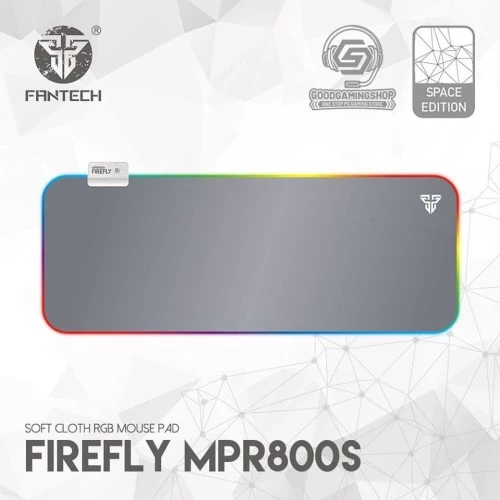 ®
FANTECH
GOODGAMINGSHOP
ONE STOP PC GAMING STORE
SPACE
EDITION
FIREFLY
SOFT CLOTH RGB MOUSE PAD
FIREFLY MPR800S